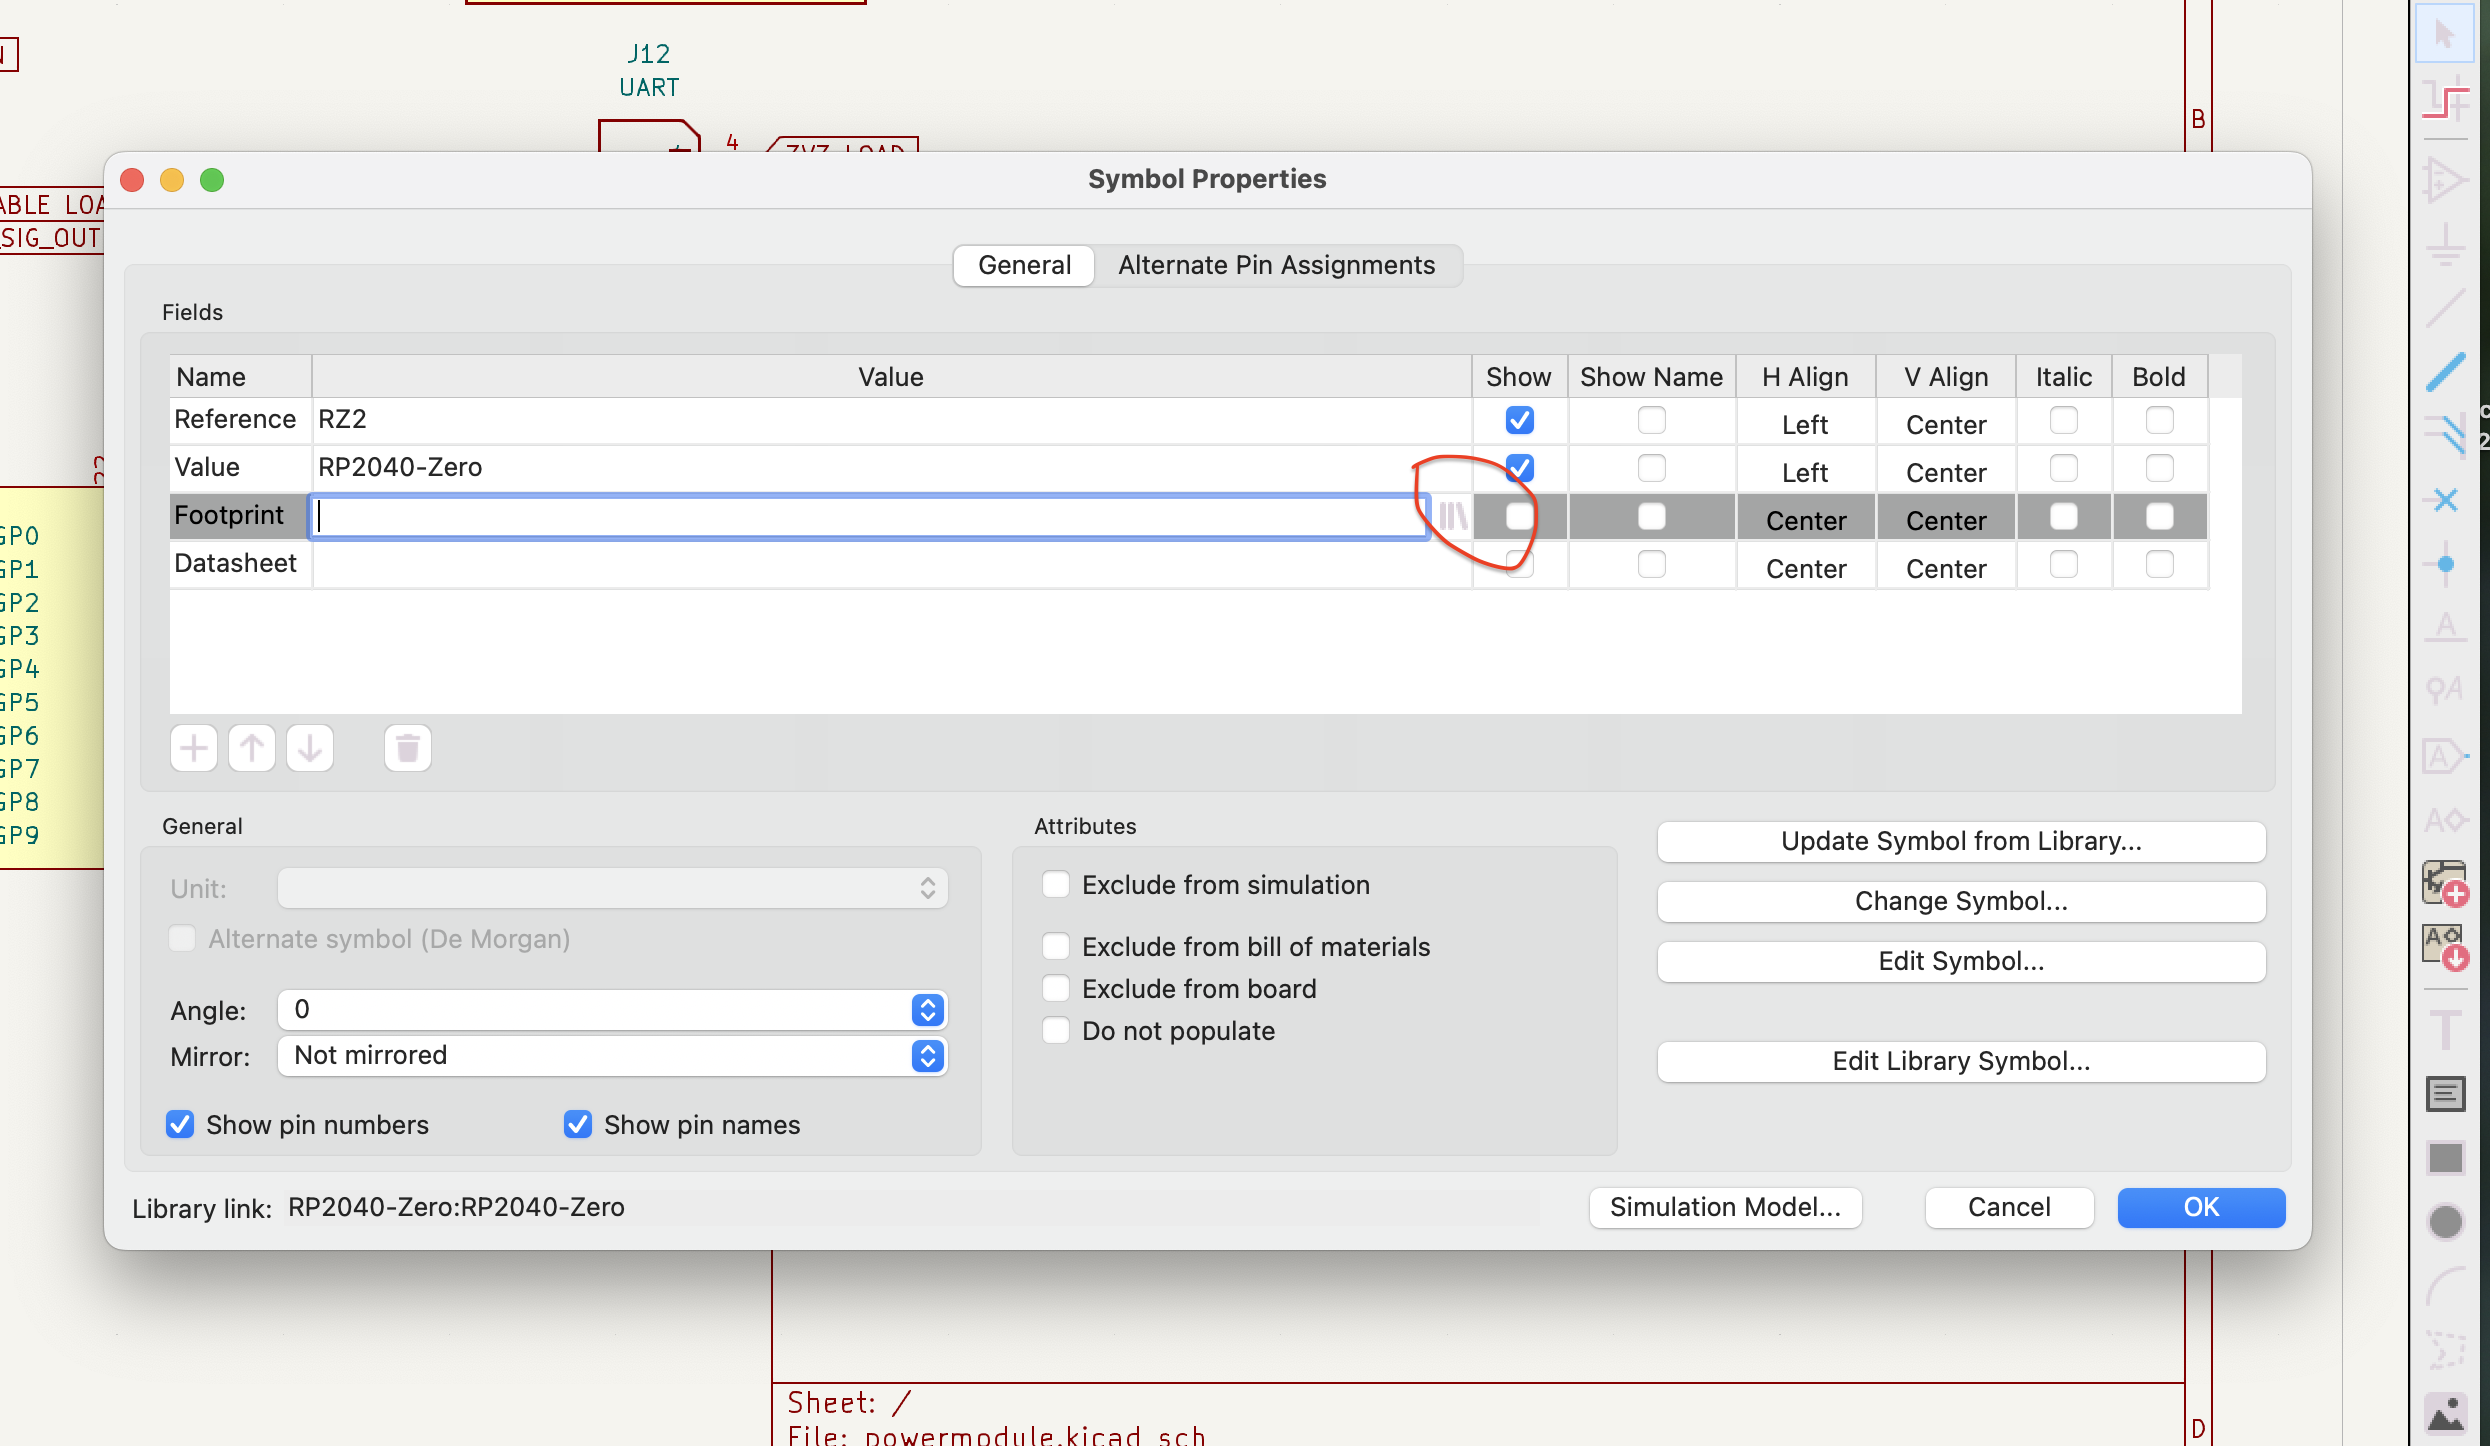 J12
UART
B
4
Symbol Properties
SIG_OUT
General
Alternate Pin Assignments
Fields
Name Value Show Show Name H Align V Align Italic Bold
Reference RZ2 Left Center
Value RP2040-Zero Left Center
Footprint Center Center
Datasheet Center Center
GP0
GP1
GP2
GP3
GP4
GP5
GP6
GP7
GP8
GP9
General
Unit:
Alternate symbol (De Morgan)
Angle: 0
Mirror: Not mirrored
Show pin numbers
Show pin names
Attributes
Exclude from simulation
Exclude from bill of materials
Exclude from board
Do not populate
Update Symbol from Library...
Change Symbol...
Edit Symbol...
Edit Library Symbol...
Library link: RP2040-Zero:RP2040-Zero
Simulation Model...
Cancel
OK
Sheet: /
File: powermodule.kicad_sch
D